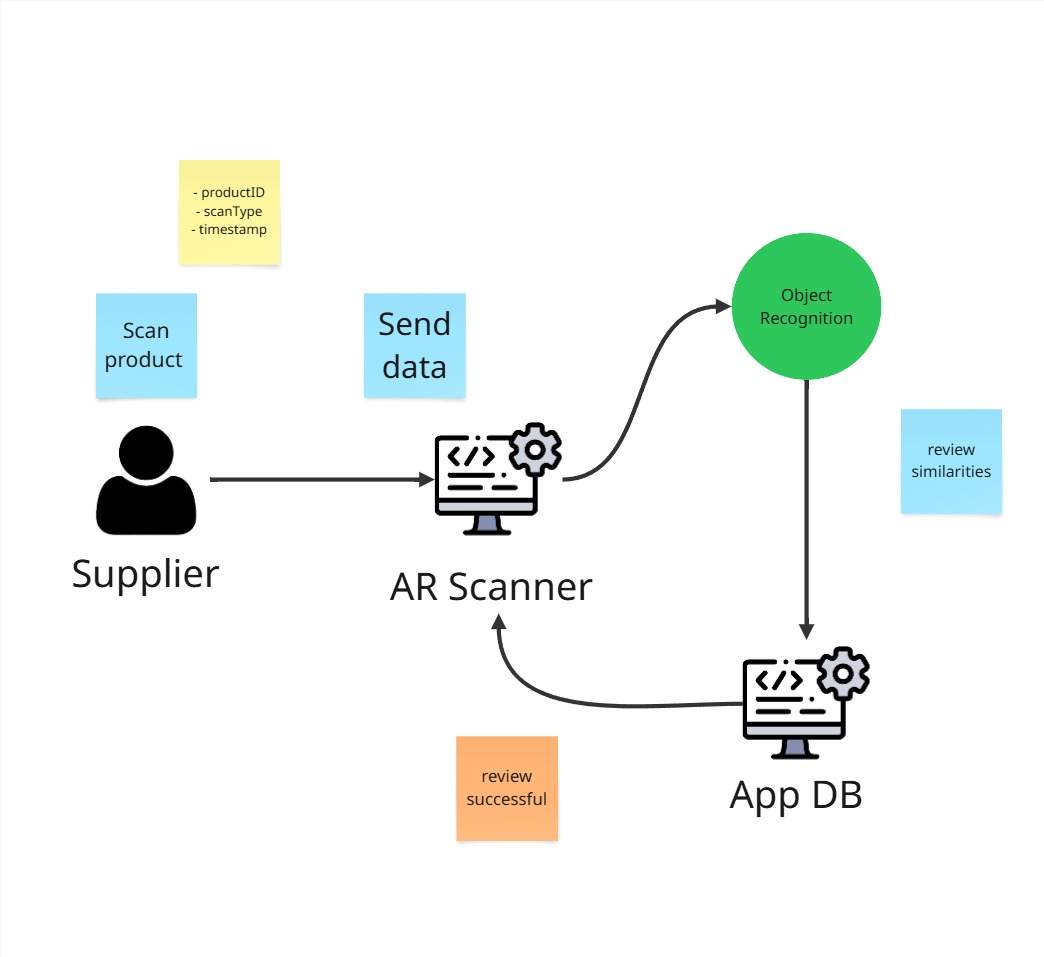 - productID
- scanType
- timestamp
Scan
product
Send
data
Object
Recognition
review
similarities
</>
Supplier
AR Scanner
</>
review
successful
App DB